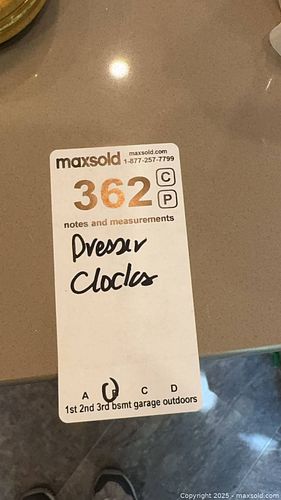 maxsold maxsold.com
1-877-257-7799
362 C
P
notes and measurements
Dresser
Clocks
A B C D
1st 2nd 3rd bsmt garage outdoors
Copyright 2025 - maxsold.com